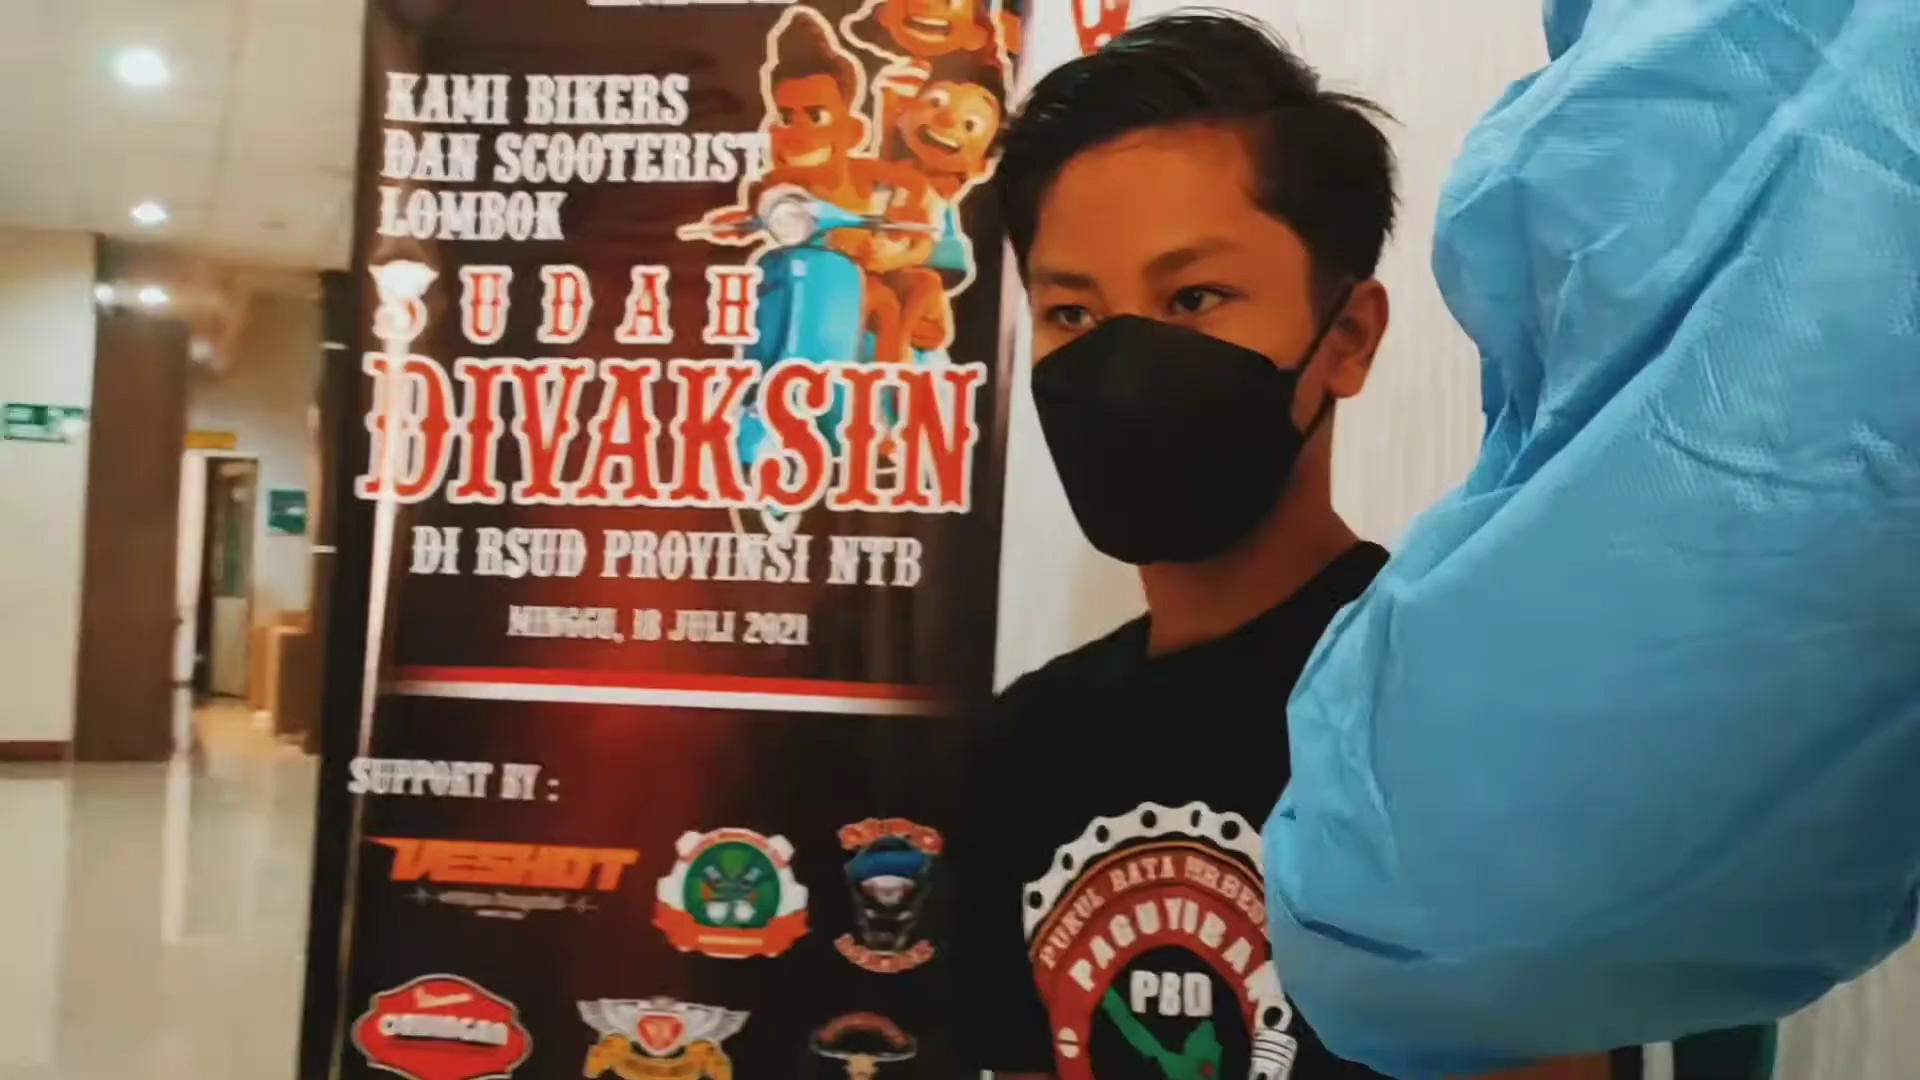 KAMI BIKERS
DAN SCOOTERIST
LOMBOK
SUDAH
DIVAKSIN
DI RSUD PROVINSI NTB
MINGGU, 18 JULI 2021
SUPPORT BY :
VESHOT
PAGUYUBAN
PBD